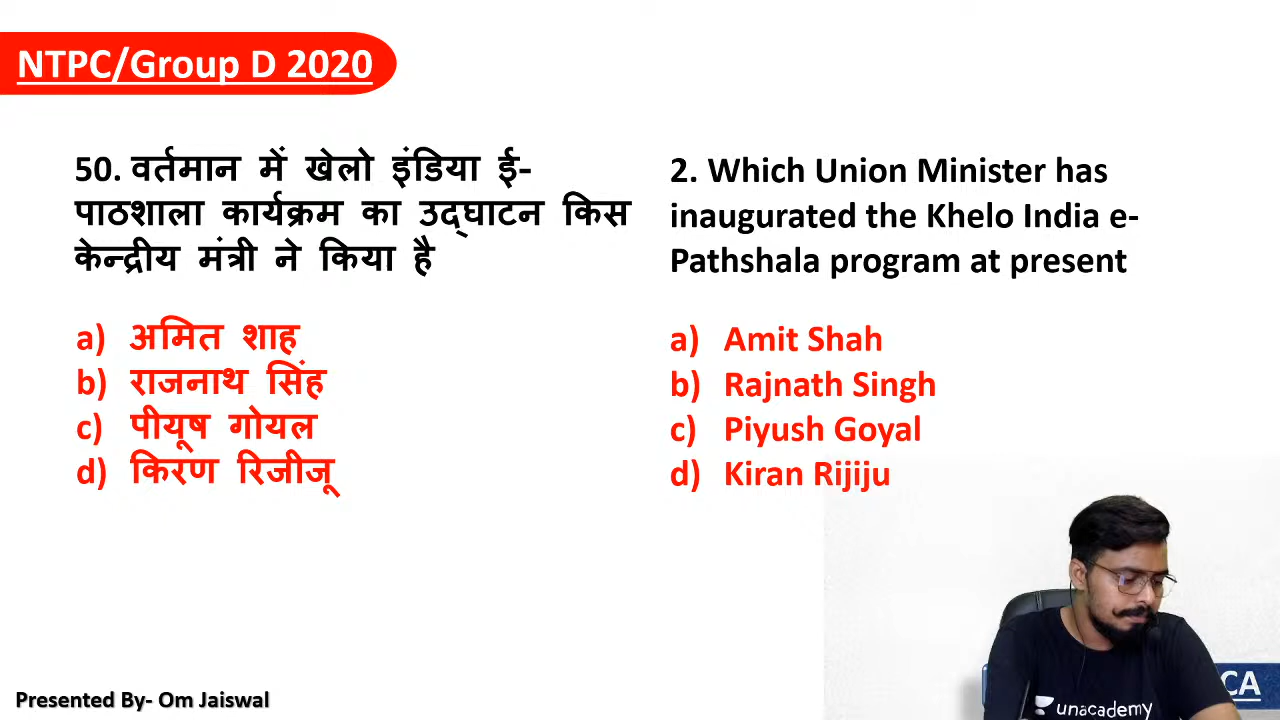 NTPC/Group D 2020
50. वर्तमान में खेलो इंडिया ई-
पाठशाला कार्यक्रम का उद्घाटन किस
केन्द्रीय मंत्री ने किया है
a) अमित शाह
b) राजनाथ सिंह
c) पीयूष गोयल
d) किरण रिजीजू
2. Which Union Minister has
inaugurated the Khelo India e-
Pathshala program at present
a) Amit Shah
b) Rajnath Singh
c) Piyush Goyal
d) Kiran Rijiju
CA
unacademy
Presented By- Om Jaiswal